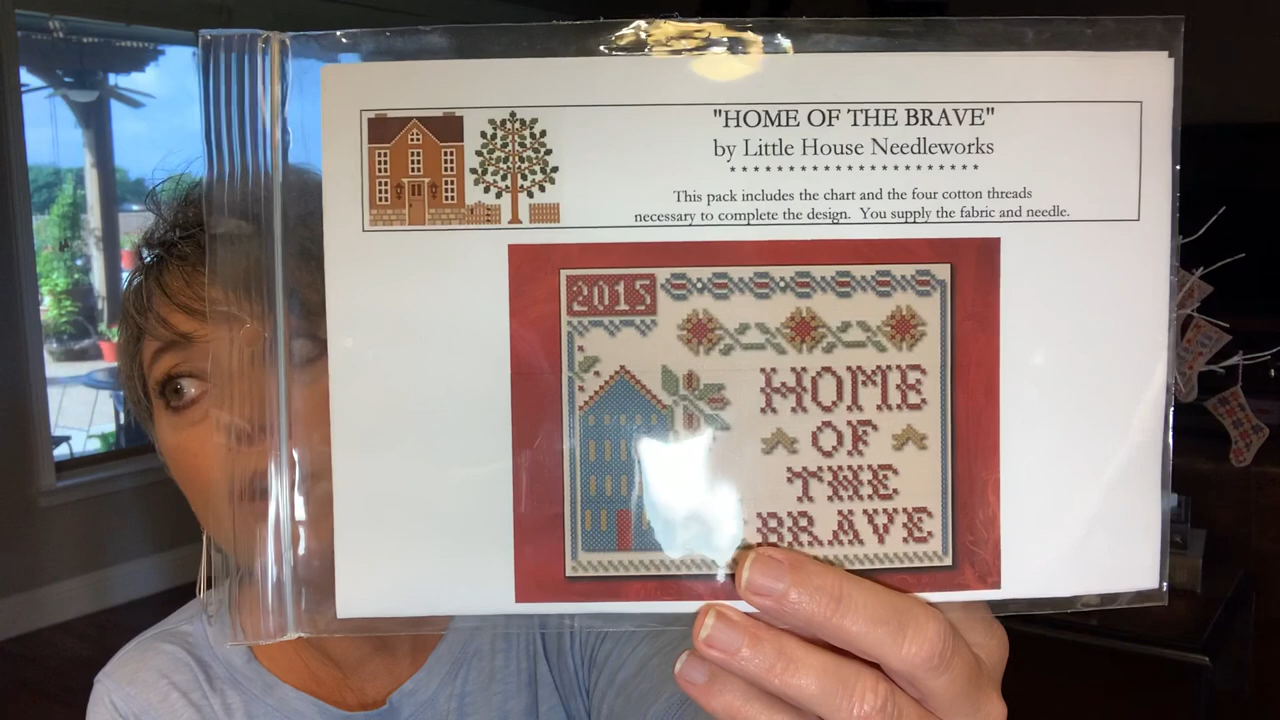 "HOME OF THE BRAVE"
by Little House Needleworks
* * * * * * * * * * * * * * * * * * * * *
This pack includes the chart and the four cotton threads
necessary to complete the design. You supply the fabric and needle.
2015
HOME
OF
THE
BRAVE